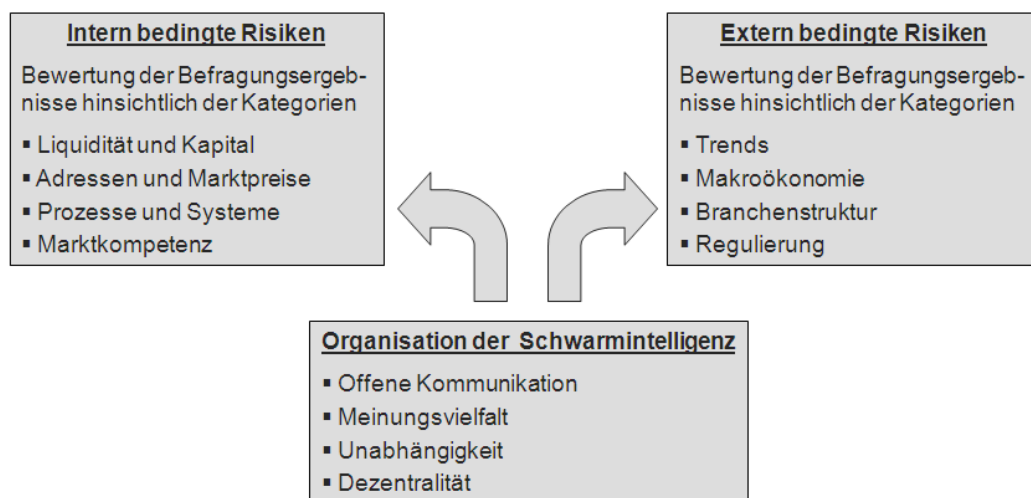 Intern bedingte Risiken
Bewertung der Befragungsergeb-
nisse hinsichtlich der Kategorien
▪ Liquidität und Kapital
▪ Adressen und Marktpreise
▪ Prozesse und Systeme
▪ Marktkompetenz
Extern bedingte Risiken
Bewertung der Befragungsergeb-
nisse hinsichtlich der Kategorien
▪ Trends
▪ Makroökonomie
▪ Branchenstruktur
▪ Regulierung
Organisation der Schwarmintelligenz
▪ Offene Kommunikation
▪ Meinungsvielfalt
▪ Unabhängigkeit
▪ Dezentralität